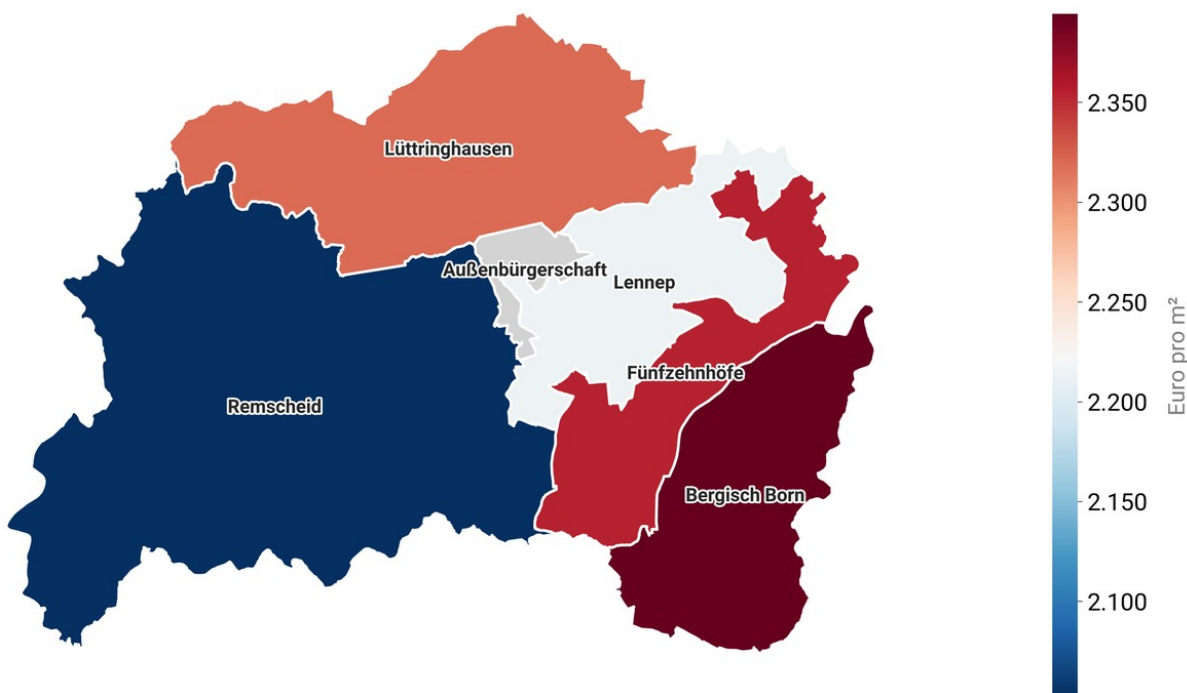 Lüttringhausen
Außenbürgerschaft
Lennep
Fünfzehnhöfe
Remscheid
Bergisch Born
2.350
2.300
2.250
2.200
2.150
2.100
Euro pro m²